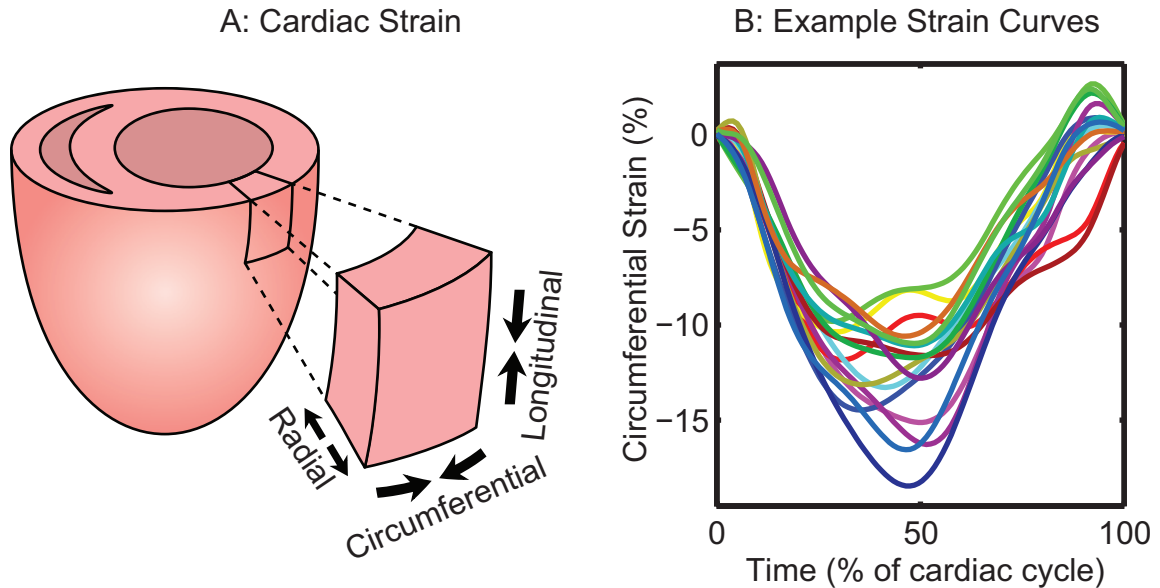 A: Cardiac Strain
Longitudinal
Radial
Circumferential
B: Example Strain Curves
Circumferential Strain (%)
0
−5
−10
−15
0
50
100
Time (% of cardiac cycle)